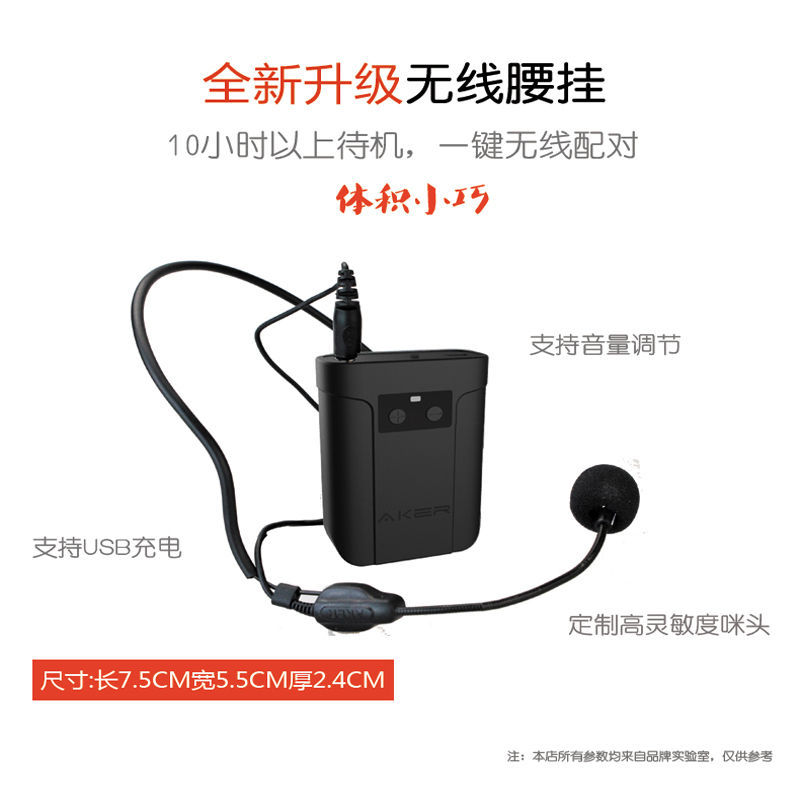 全新升级无线腰挂
10小时以上待机，一键无线配对
体积小巧
支持音量调节
AKER
支持USB充电
AKER
定制高灵敏度咪头
尺寸:长7.5CM宽5.5CM厚2.4CM
注：本店所有参数均来自品牌实验室，仅供参考